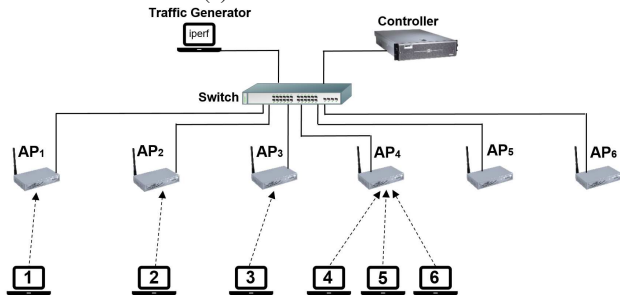 Traffic Generator
iperf
Controller
Switch
AP1
AP2
AP3
AP4
AP5
AP6
1
2
3
4
5
6